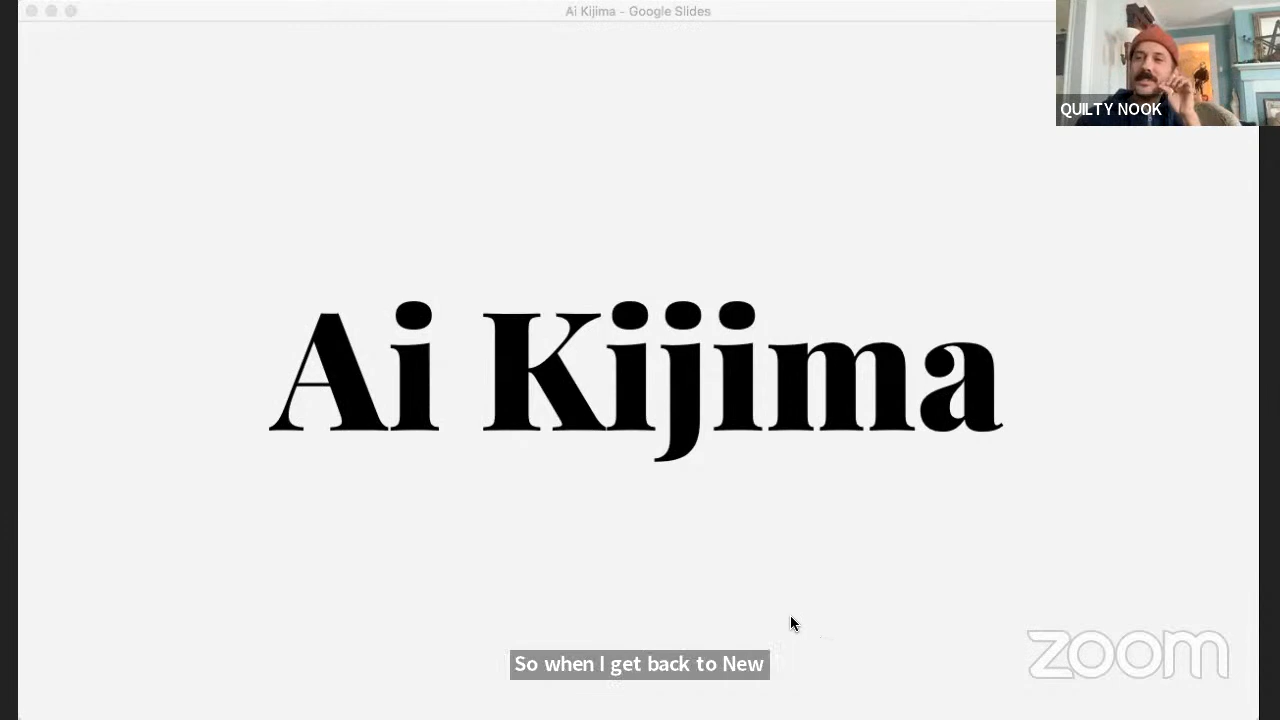 Ai Kijima - Google Slides
QUILTY NOOK
Ai Kijima
So when I get back to New
zoom